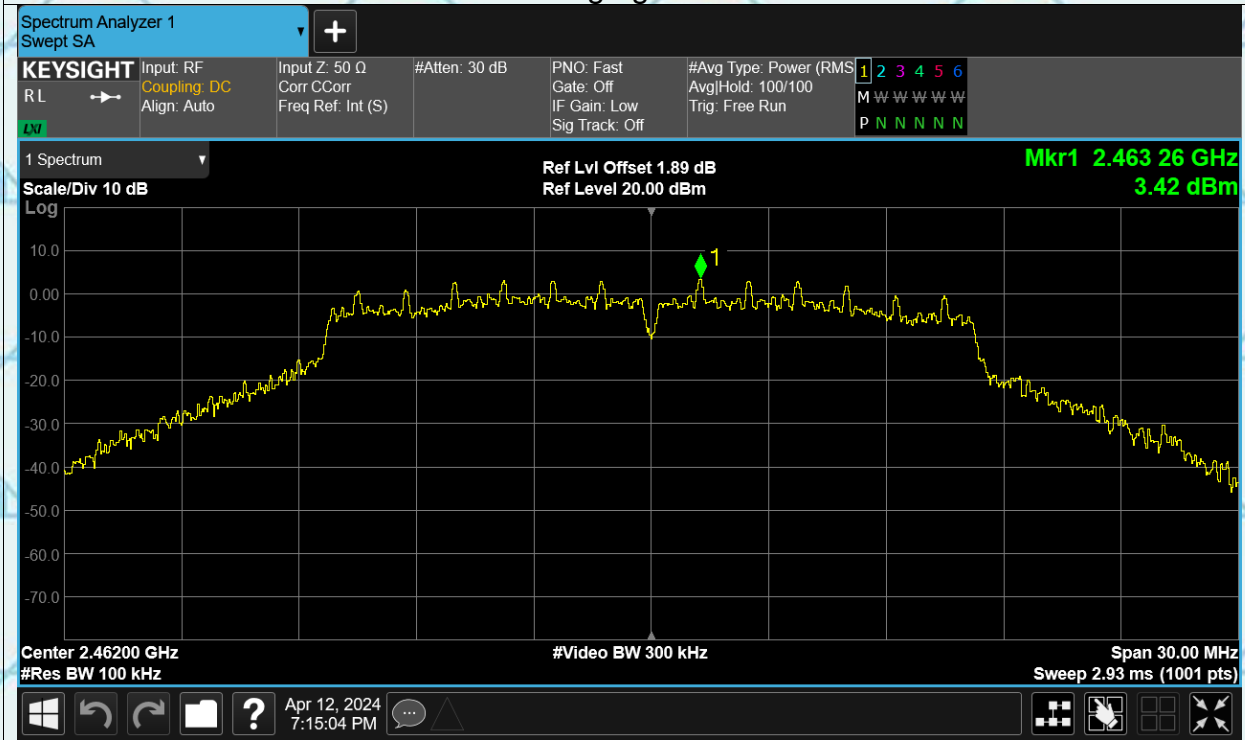 Spectrum Analyzer 1
Swept SA
+
KEYSIGHT
R L
LXI
Input: RF
Coupling: DC
Align: Auto
Input Z: 50 Ω
Corr CCorr
Freq Ref: Int (S)
#Atten: 30 dB
PNO: Fast
Gate: Off
IF Gain: Low
Sig Track: Off
#Avg Type: Power (RMS
Avg|Hold: 100/100
Trig: Free Run
1 2 3 4 5 6
M W W W W W
P N N N N N
1 Spectrum
Scale/Div 10 dB
Ref Lvl Offset 1.89 dB
Ref Level 20.00 dBm
Mkr1 2.463 26 GHz
3.42 dBm
Log
1
10.0
0.00
-10.0
-20.0
-30.0
-40.0
-50.0
-60.0
-70.0
Center 2.46200 GHz
#Res BW 100 kHz
#Video BW 300 kHz
Span 30.00 MHz
Sweep 2.93 ms (1001 pts)
?
Apr 12, 2024
7:15:04 PM